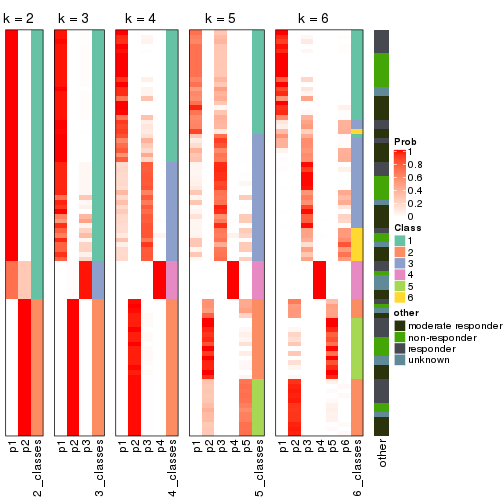 k = 2 k = 3 k = 4 k = 5 k = 6
Prob
1
0.8
0.6
0.4
0.2
0
Class
1
2
3
4
5
6
other
moderate responder
non-responder
responder
unknown
p1 p2 2_classes p1 p2 p3 3_classes p1 p2 p3 p4 4_classes p1 p2 p3 p4 p5 5_classes p1 p2 p3 p4 p5 p6 6_classes other